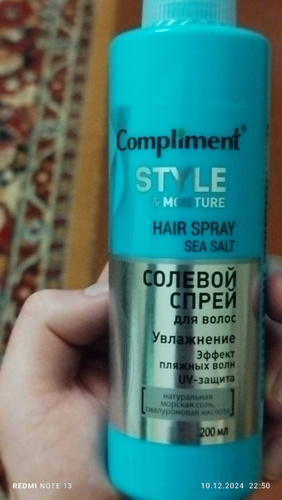 Compliment®
STYLE
& MOISTURE
HAIR SPRAY
SEA SALT
СОЛЕВОЙ
СПРЕЙ
для волос
Увлажнение
Эффект
пляжных волн
UV-защита
натуральная
морская соль,
гиалуроновая кислота
200 мл
REDMI NOTE 13
10.12.2024 22:50